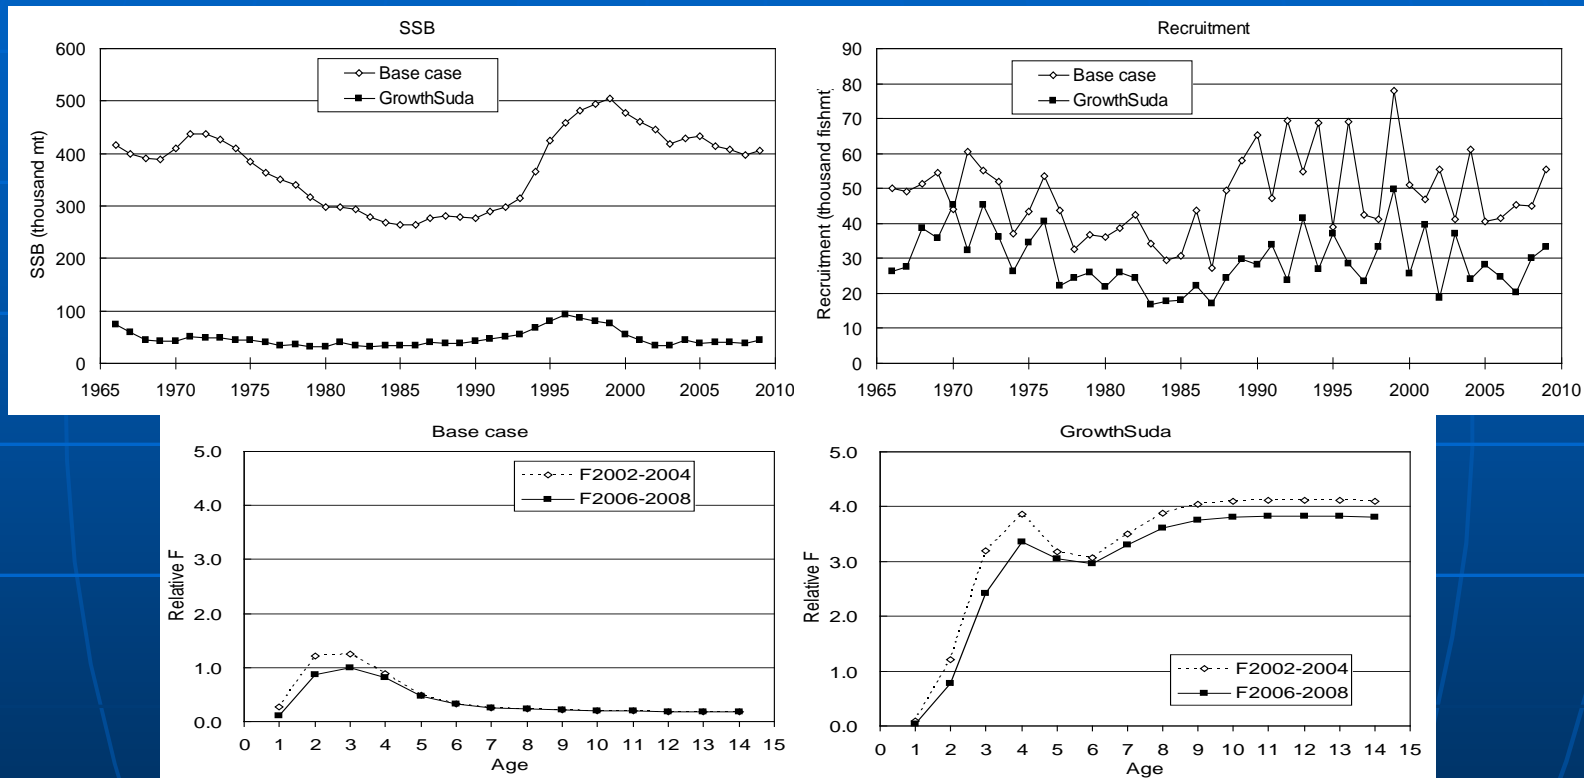 SSB
600
500
400
300
200
100
0
SSB (thousand mt)
Base case
GrowthSuda
1965 1970 1975 1980 1985 1990 1995 2000 2005 2010
Recruitment
90
80
70
60
50
40
30
20
10
0
Recruitment (thousand fishmt)
Base case
GrowthSuda
1965 1970 1975 1980 1985 1990 1995 2000 2005 2010
Base case
5.0
4.0
3.0
2.0
1.0
0.0
Relative F
F2002-2004
F2006-2008
0 1 2 3 4 5 6 7 8 9 10 11 12 13 14 15
Age
GrowthSuda
5.0
4.0
3.0
2.0
1.0
0.0
Relative F
F2002-2004
F2006-2008
0 1 2 3 4 5 6 7 8 9 10 11 12 13 14 15
Age